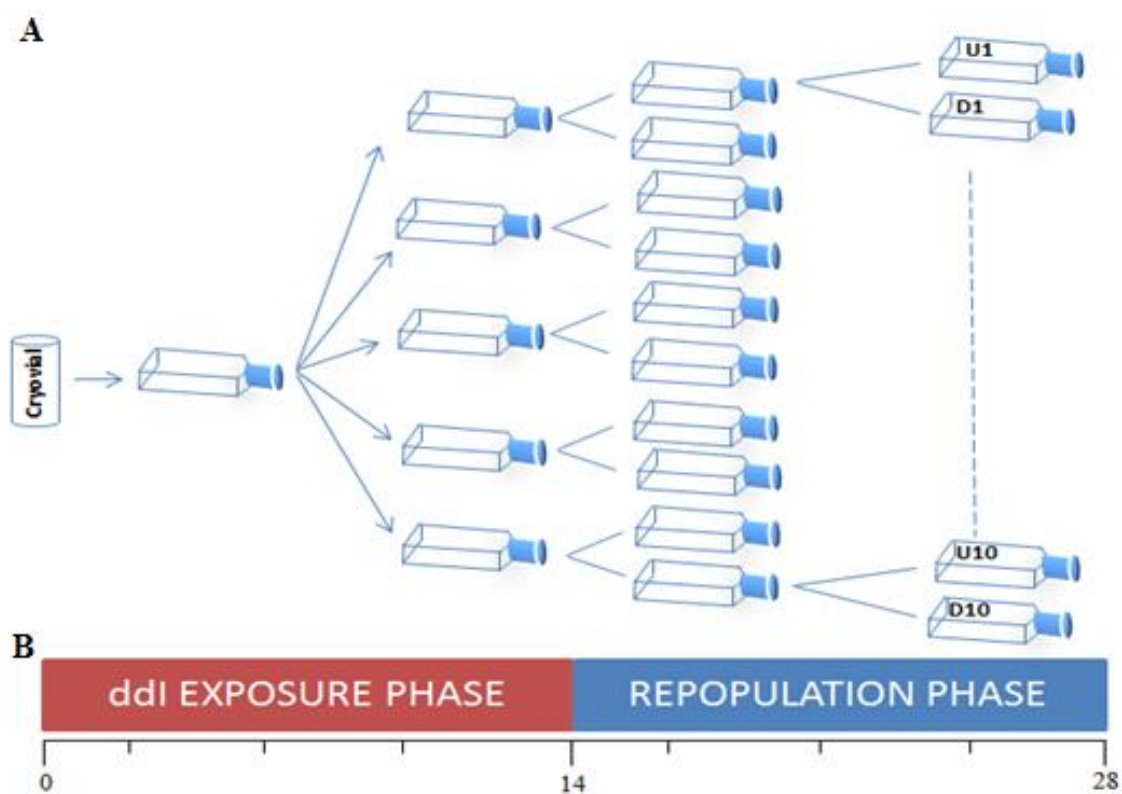 A
U1
D1
Cryovial
U10
D10
B
ddI EXPOSURE PHASE
REPOPULATION PHASE
0
14
28